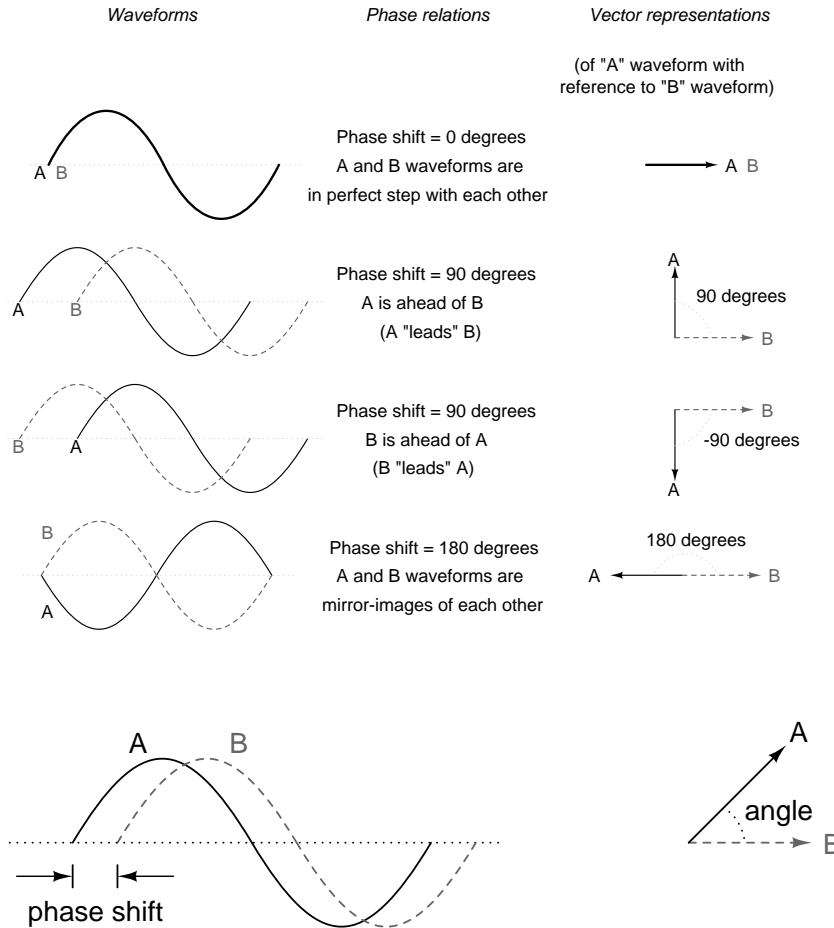 Waveforms
Phase relations
Vector representations
(of "A" waveform with
reference to "B" waveform)
A B
Phase shift = 0 degrees
A and B waveforms are
in perfect step with each other
A B
A
B
Phase shift = 90 degrees
A is ahead of B
(A "leads" B)
A
90 degrees
B
B
A
Phase shift = 90 degrees
B is ahead of A
(B "leads" A)
B
-90 degrees
A
B
A
Phase shift = 180 degrees
A and B waveforms are
mirror-images of each other
180 degrees
A
B
A
B
phase shift
A
angle
B